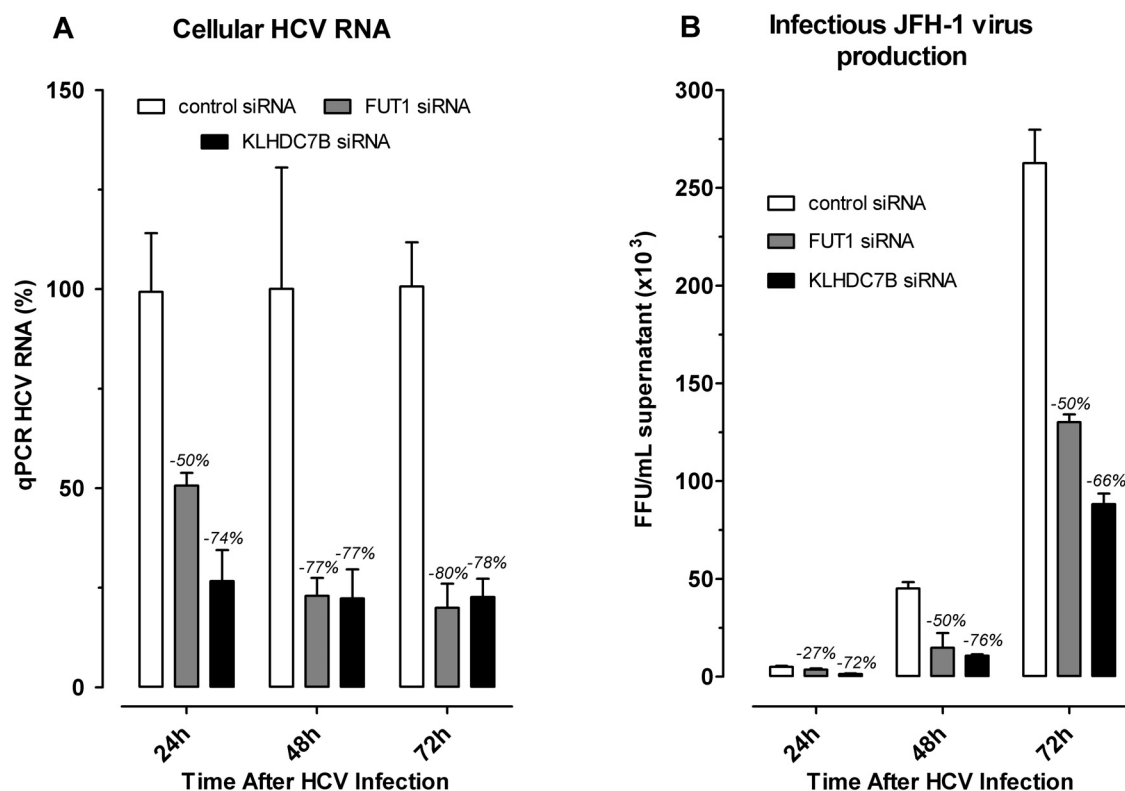 A
Cellular HCV RNA
150
100
50
0
qPCR HCV RNA (%)
control siRNA
FUT1 siRNA
KLHDC7B siRNA
-50%
-74%
-77%
-77%
-80%
-78%
24h
48h
72h
Time After HCV Infection
B
Infectious JFH-1 virus
production
300
250
200
150
100
50
0
FFU/mL supernatant (x10³)
control siRNA
FUT1 siRNA
KLHDC7B siRNA
-27%
-72%
-50%
-76%
-50%
-66%
24h
48h
72h
Time After HCV Infection